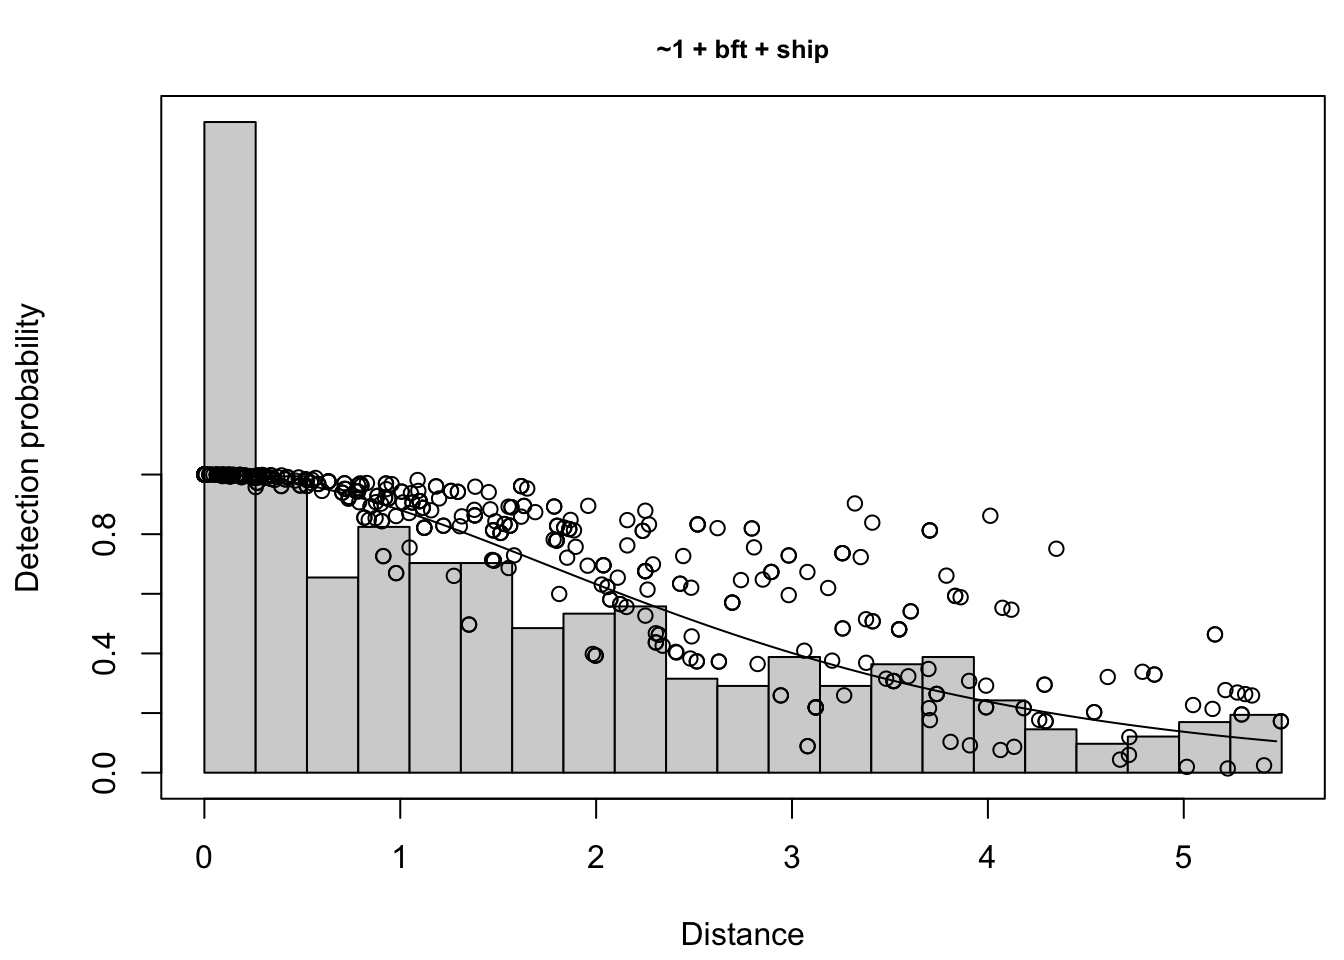 ~1 + bft + ship
Detection probability
0.8
0.4
0.0
0 1 2 3 4 5
Distance